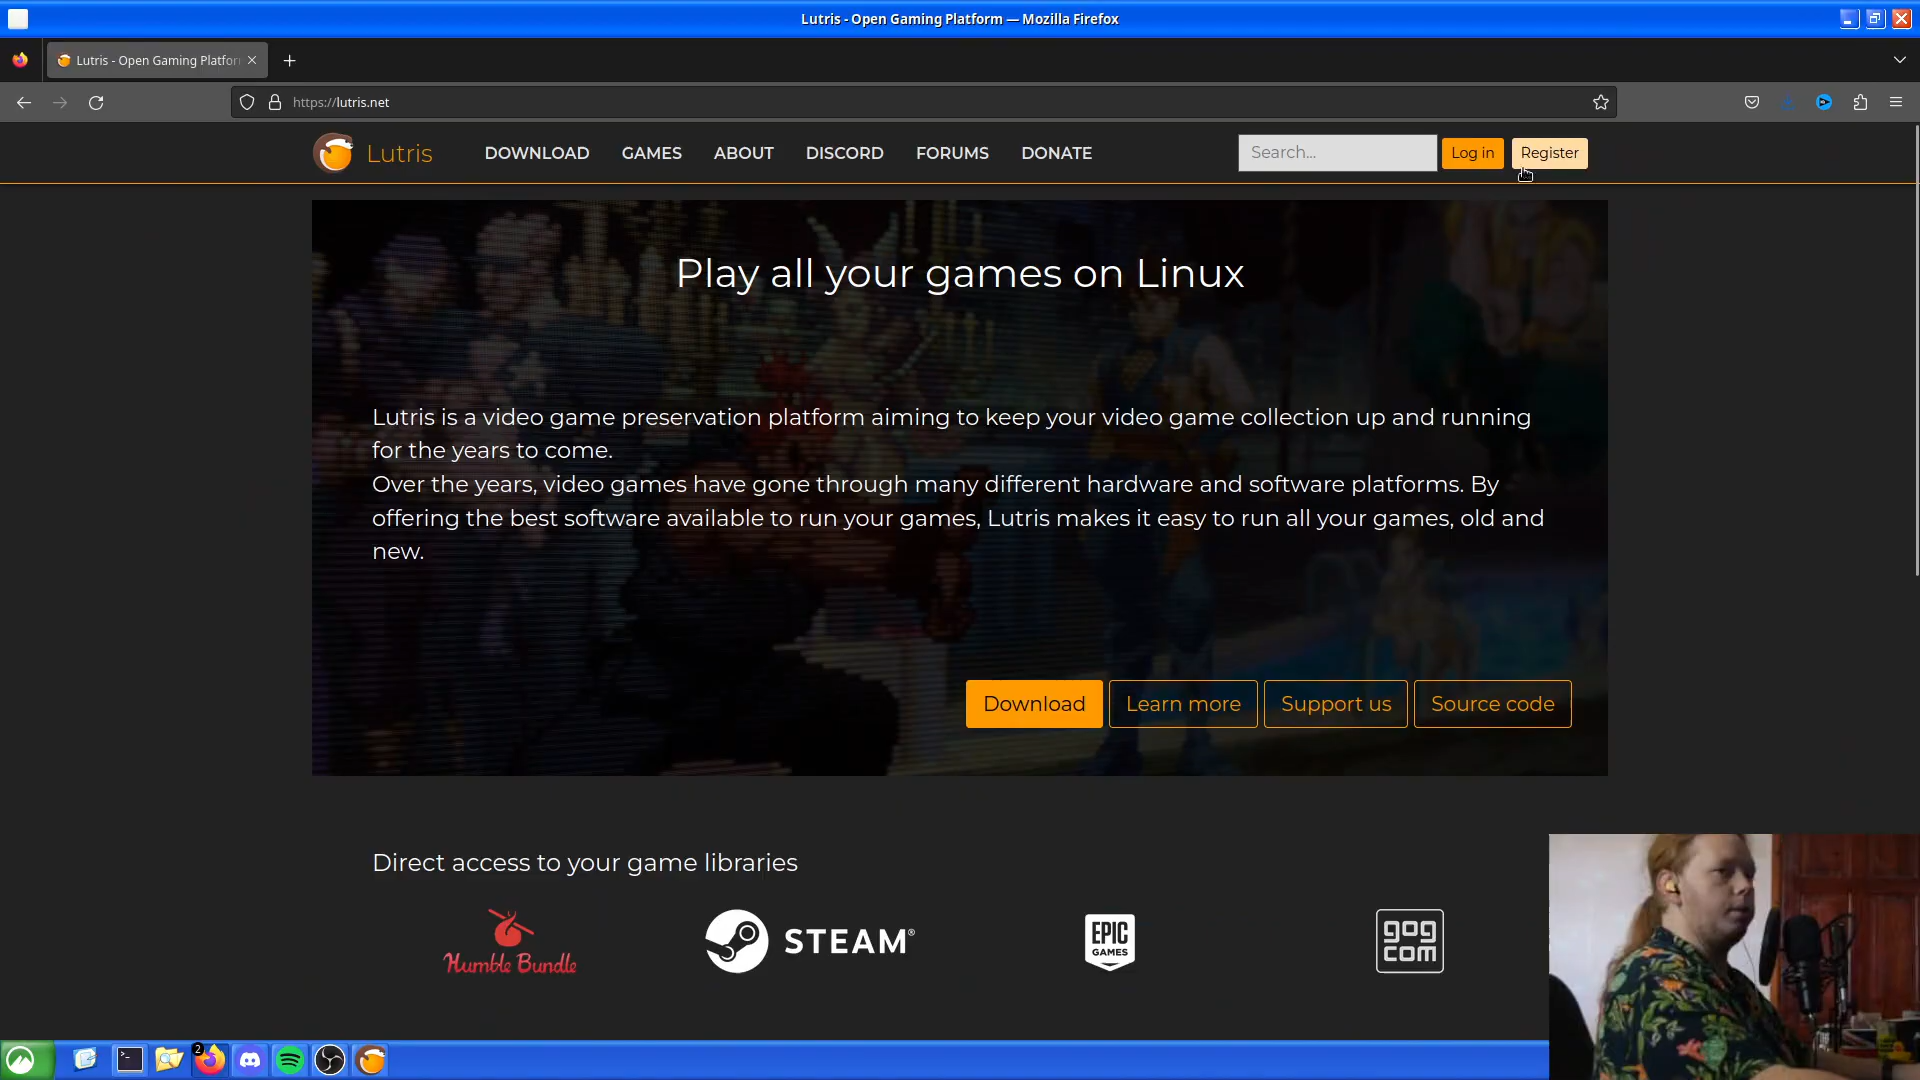 Lutris - Open Gaming Platform — Mozilla Firefox
Lutris - Open Gaming Platfor
https://lutris.net
Lutris
DOWNLOAD
GAMES
ABOUT
DISCORD
FORUMS
DONATE
Search...
Log in
Register
Play all your games on Linux
Lutris is a video game preservation platform aiming to keep your video game collection up and running
for the years to come.
Over the years, video games have gone through many different hardware and software platforms. By
offering the best software available to run your games, Lutris makes it easy to run all your games, old and
new.
Download
Learn more
Support us
Source code
Direct access to your game libraries
Humble Bundle
STEAM®
EPIC
GAMES
gog
com
2